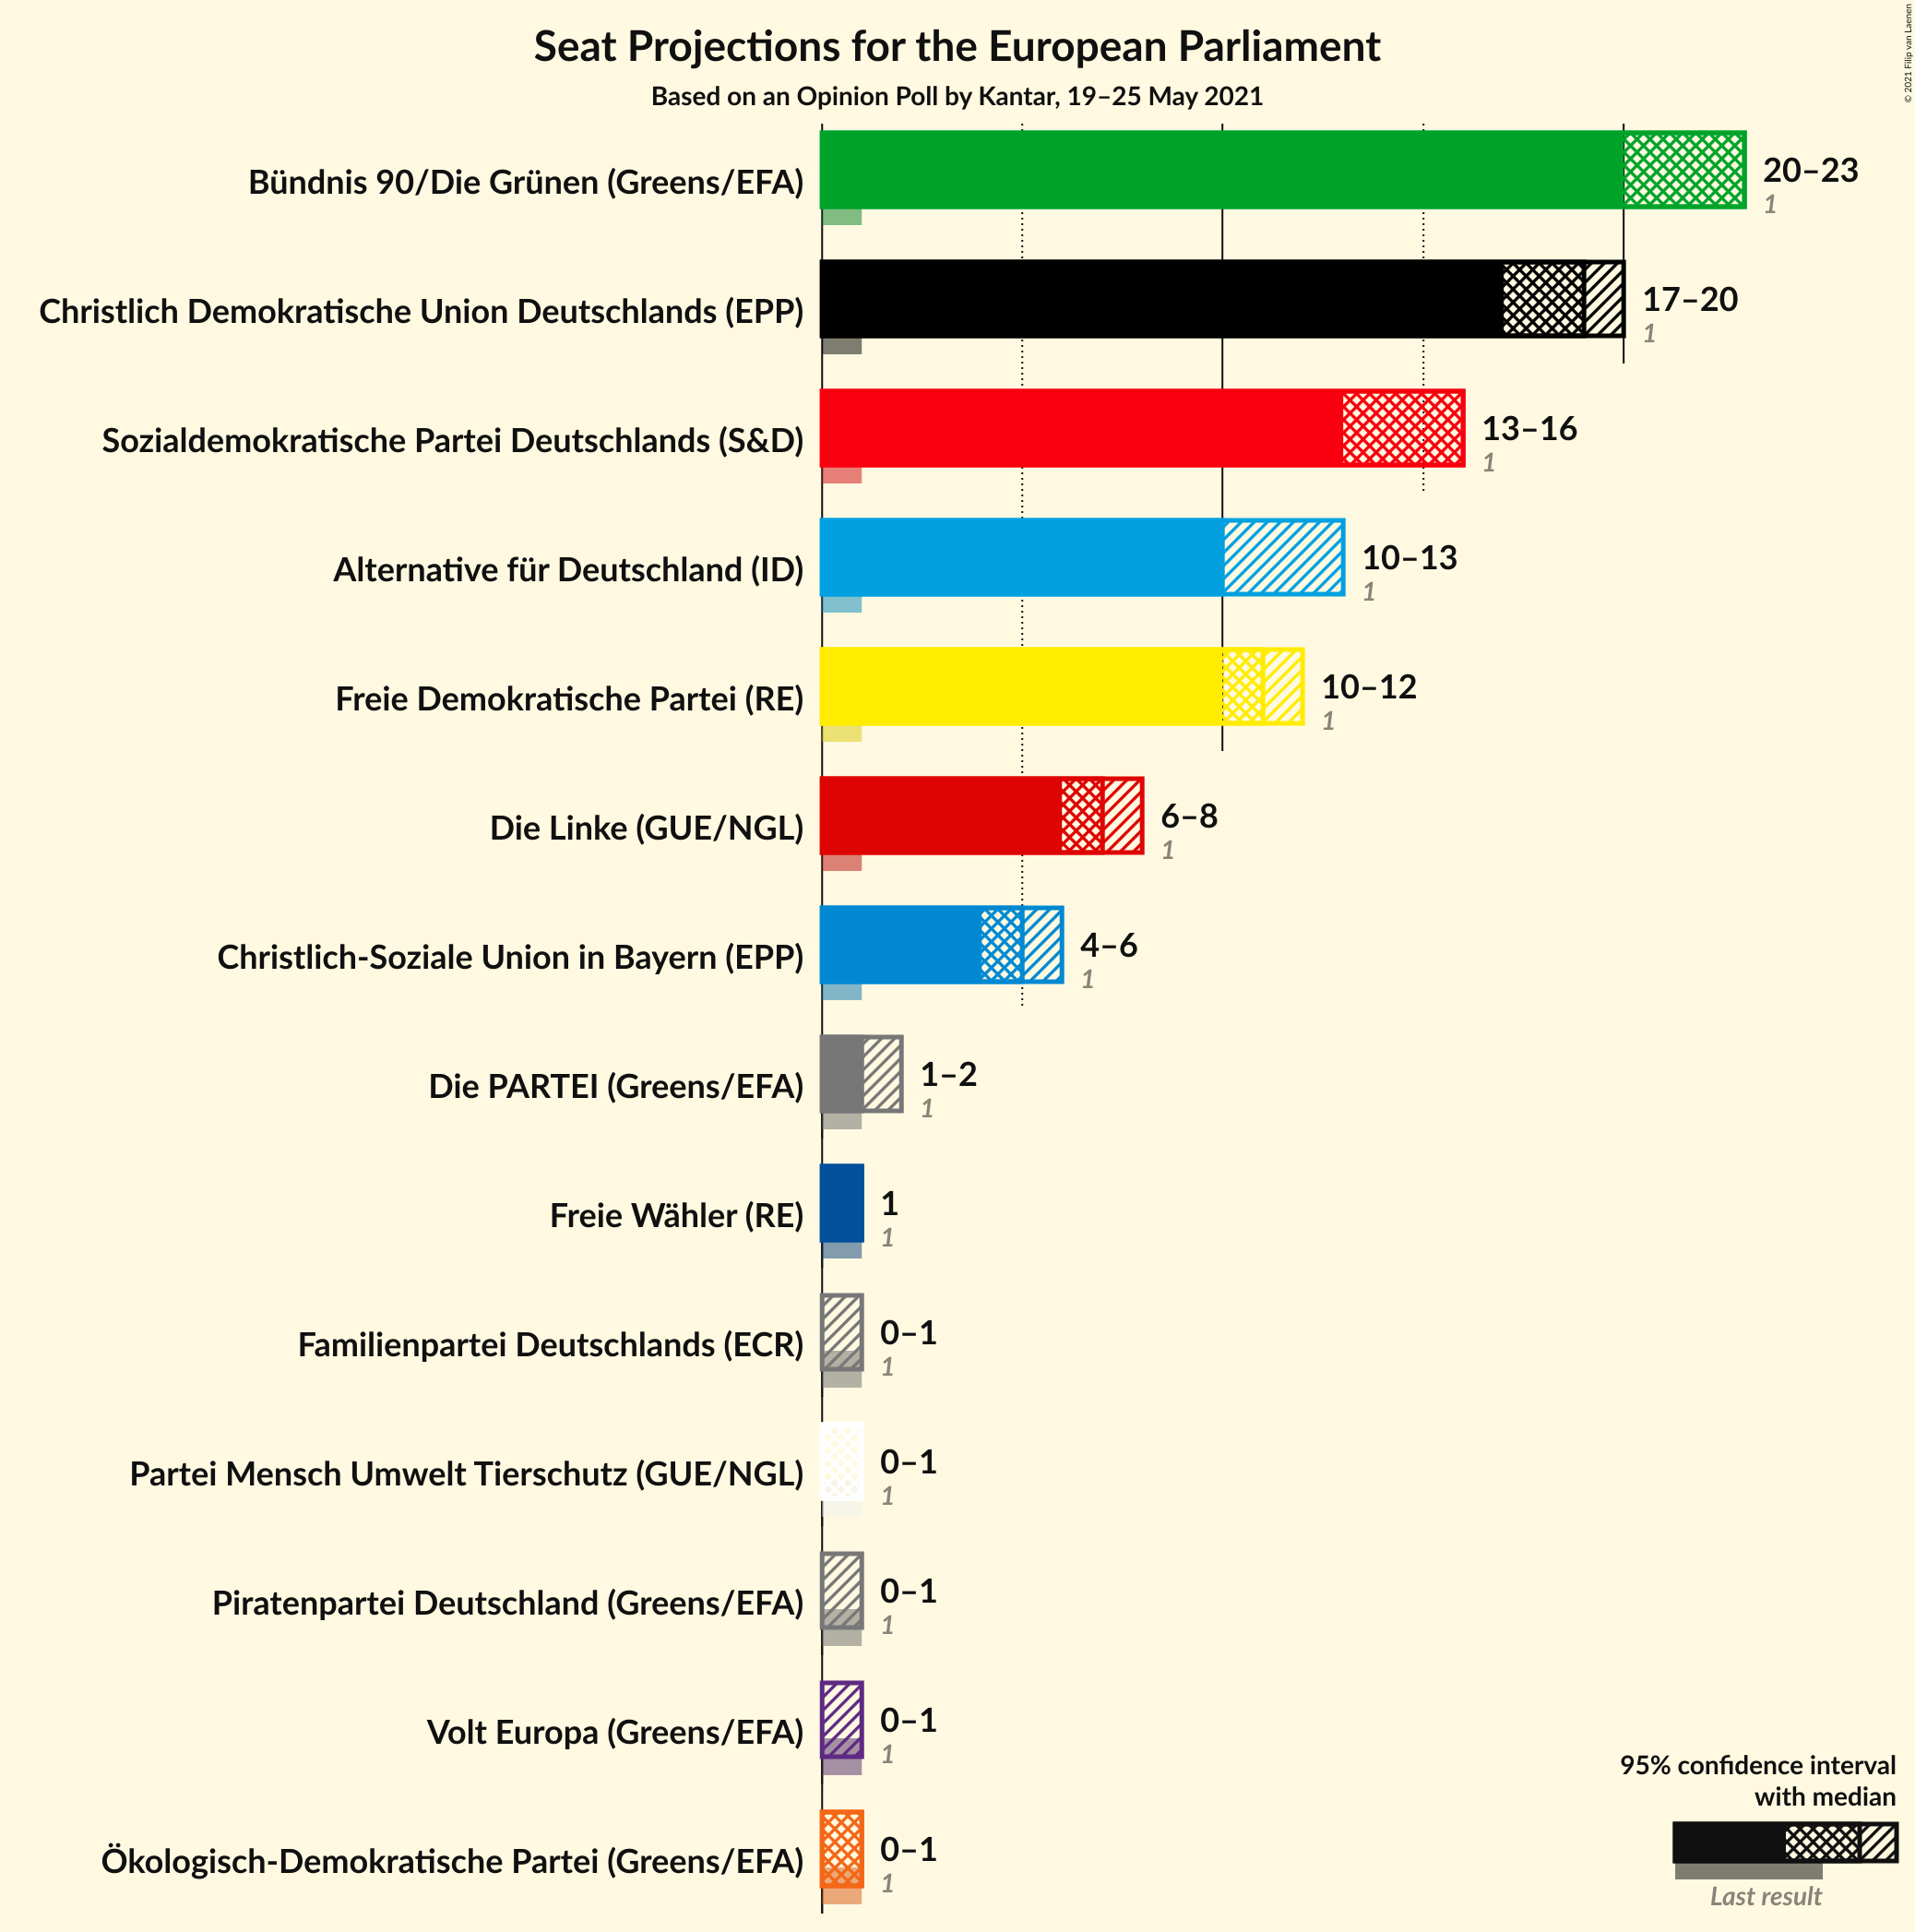 Seat Projections for the European Parliament
Based on an Opinion Poll by Kantar, 19–25 May 2021
© 2021 Filip van Laenen
Bündnis 90/Die Grünen (Greens/EFA)
20–23
1
Christlich Demokratische Union Deutschlands (EPP)
17–20
1
Sozialdemokratische Partei Deutschlands (S&D)
13–16
1
Alternative für Deutschland (ID)
10–13
1
Freie Demokratische Partei (RE)
10–12
1
Die Linke (GUE/NGL)
6–8
1
Christlich-Soziale Union in Bayern (EPP)
4–6
1
Die PARTEI (Greens/EFA)
1–2
1
Freie Wähler (RE)
1
1
Familienpartei Deutschlands (ECR)
0–1
1
Partei Mensch Umwelt Tierschutz (GUE/NGL)
0–1
1
Piratenpartei Deutschland (Greens/EFA)
0–1
1
Volt Europa (Greens/EFA)
0–1
1
Ökologisch-Demokratische Partei (Greens/EFA)
0–1
1
95% confidence interval
with median
Last result